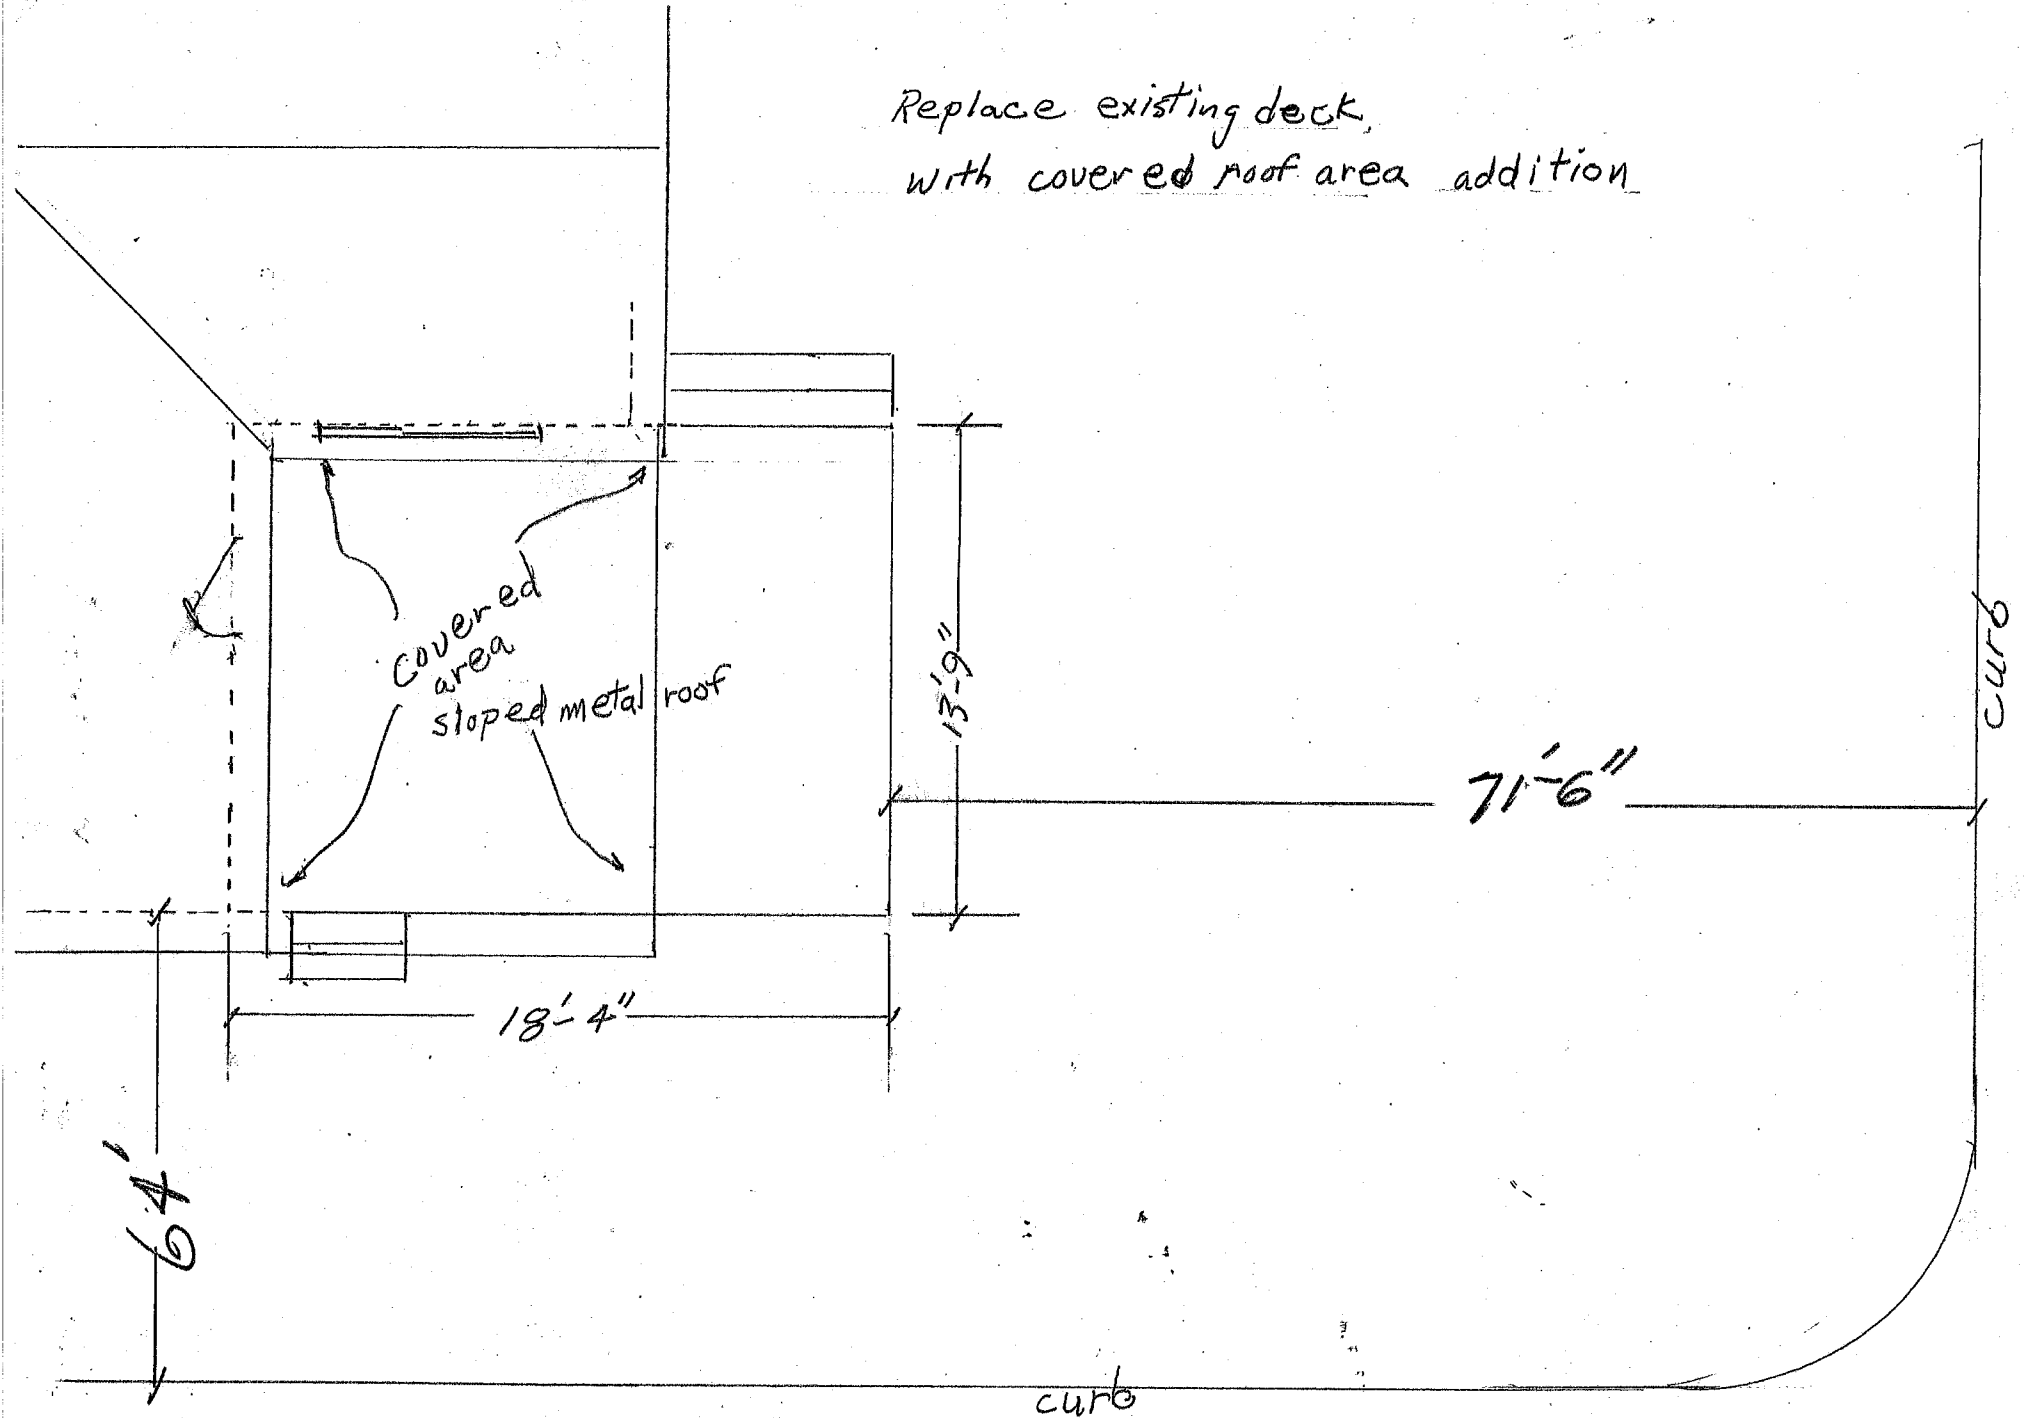 Replace existing deck,
with covered roof area addition
covered
area
sloped metal roof
13'-9"
71'-6"
curb
18'-4"
64'
curb